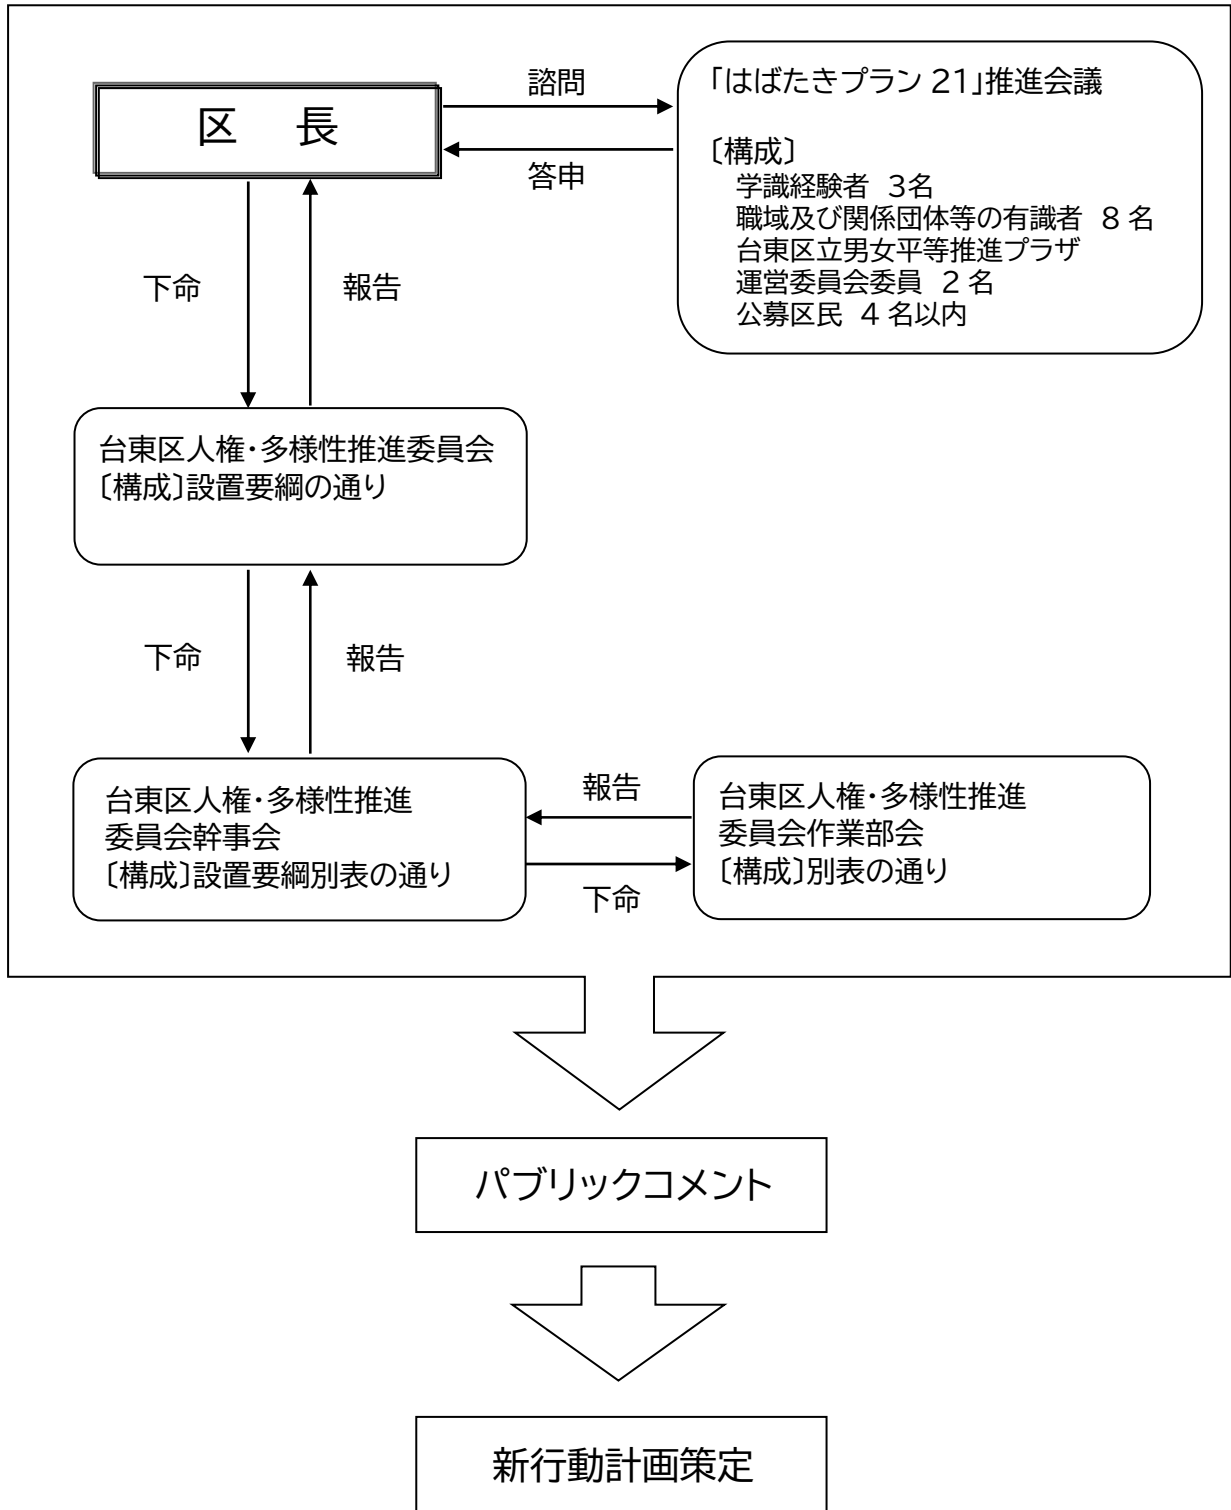 区　長
諮問
答申
「はばたきプラン 21」推進会議
〔構成〕
学識経験者 3名
職域及び関係団体等の有識者 8 名
台東区立男女平等推進プラザ
運営委員会委員 2 名
公募区民 4 名以内
下命
報告
台東区人権・多様性推進委員会
〔構成〕設置要綱の通り
下命
報告
台東区人権・多様性推進
委員会幹事会
〔構成〕設置要綱別表の通り
報告
下命
台東区人権・多様性推進
委員会作業部会
〔構成〕別表の通り
パブリックコメント
新行動計画策定